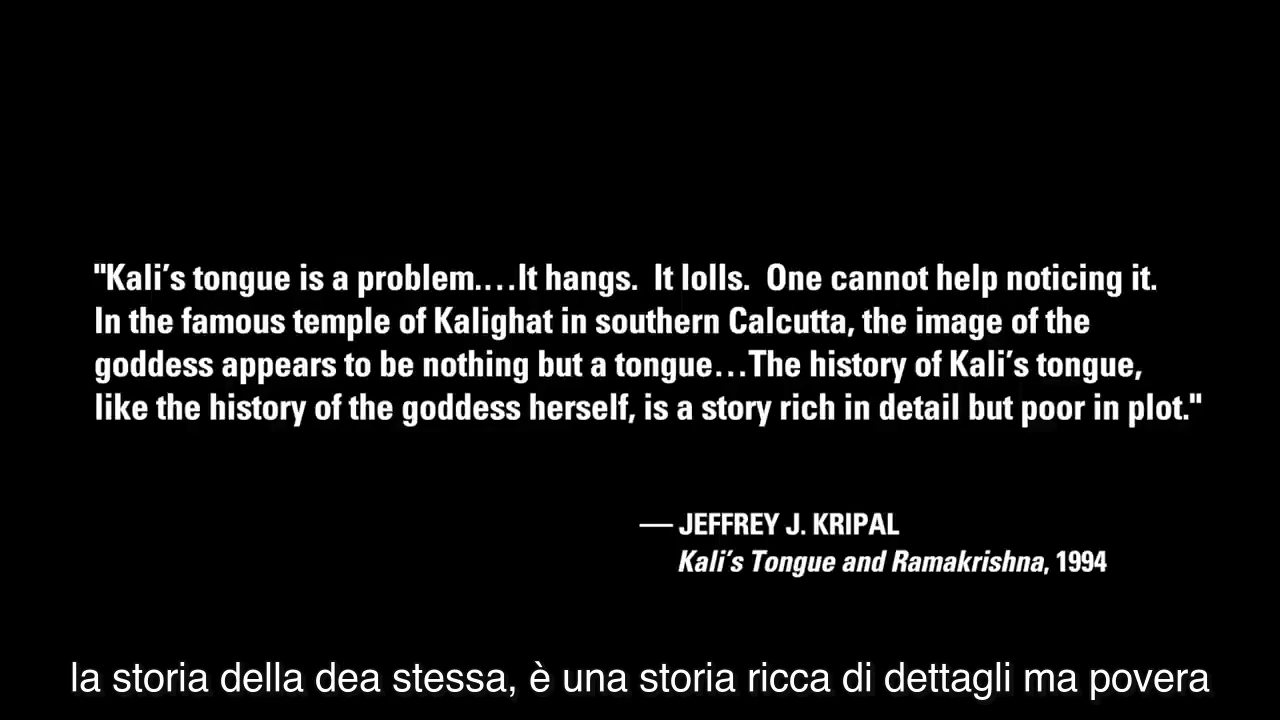 "Kali’s tongue is a problem.…It hangs.  It lolls.  One cannot help noticing it.
In the famous temple of Kalighat in southern Calcutta, the image of the
goddess appears to be nothing but a tongue…The history of Kali’s tongue,
like the history of the goddess herself, is a story rich in detail but poor in plot."
— JEFFREY J. KRIPAL
Kali’s Tongue and Ramakrishna, 1994
la storia della dea stessa, è una storia ricca di dettagli ma povera